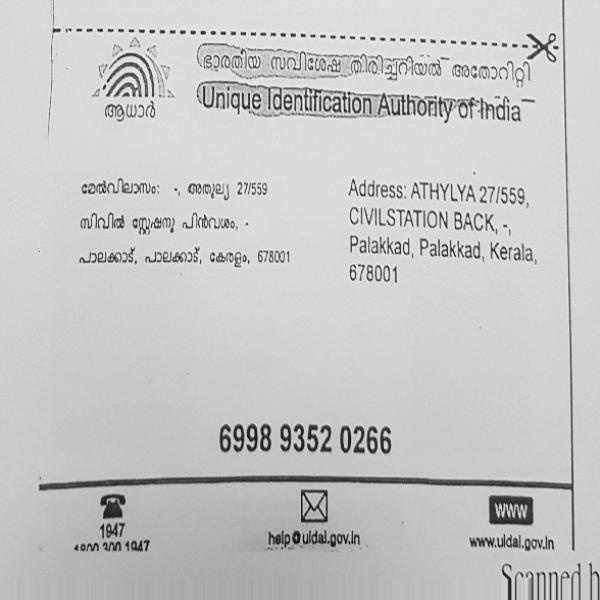 ഭാരതീയ സവിശേഷ തിരിച്ചറിയൽ അതോറിറ്റി
Unique Identification Authority of India
ആധാർ
മേൽവിലാസം: -, അതുല്യ 27/559
സിവിൽ സ്റ്റേഷനു പിൻവശം, -
പാലക്കാട്, പാലക്കാട്, കേരളം, 678001
Address: ATHYLYA 27/559,
CIVILSTATION BACK, -,
Palakkad, Palakkad, Kerala,
678001
6998 9352 0266
1947
1800 300 1947
help@uidai.gov.in
www
www.uidai.gov.in
Scanned b